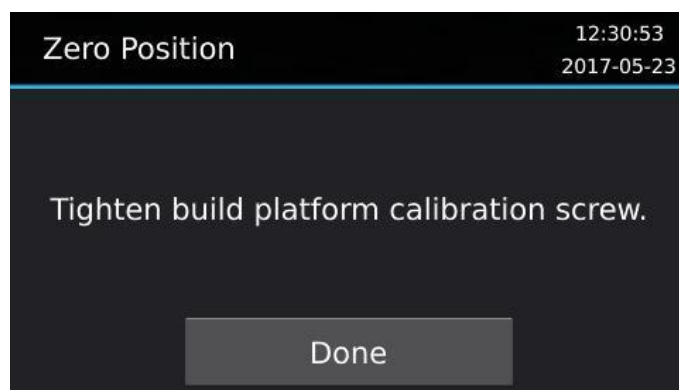 Zero Position
12:30:53
2017-05-23
Tighten build platform calibration screw.
Done